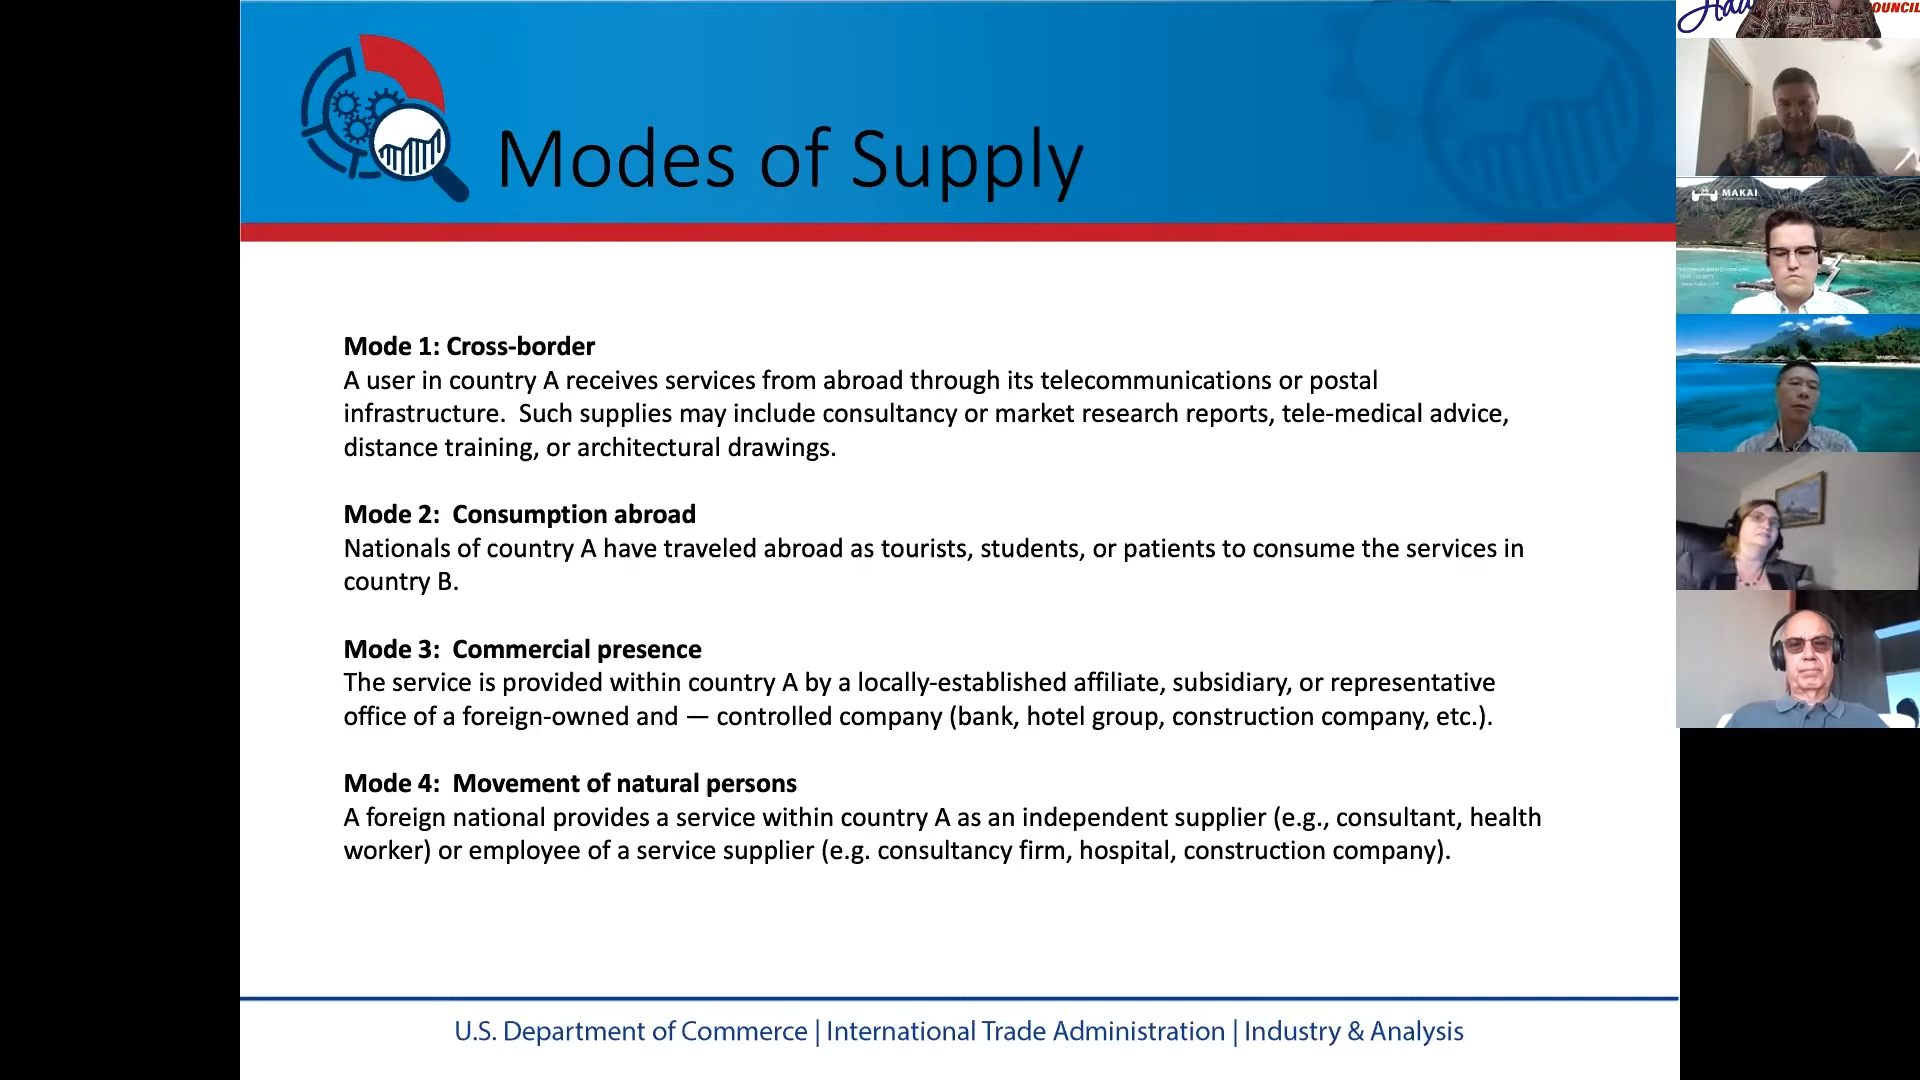 Modes of Supply
Mode 1: Cross-border
A user in country A receives services from abroad through its telecommunications or postal
infrastructure.  Such supplies may include consultancy or market research reports, tele-medical advice,
distance training, or architectural drawings.
Mode 2:  Consumption abroad
Nationals of country A have traveled abroad as tourists, students, or patients to consume the services in
country B.
Mode 3:  Commercial presence
The service is provided within country A by a locally-established affiliate, subsidiary, or representative
office of a foreign-owned and — controlled company (bank, hotel group, construction company, etc.).
Mode 4:  Movement of natural persons
A foreign national provides a service within country A as an independent supplier (e.g., consultant, health
worker) or employee of a service supplier (e.g. consultancy firm, hospital, construction company).
U.S. Department of Commerce | International Trade Administration | Industry & Analysis
MAKAI